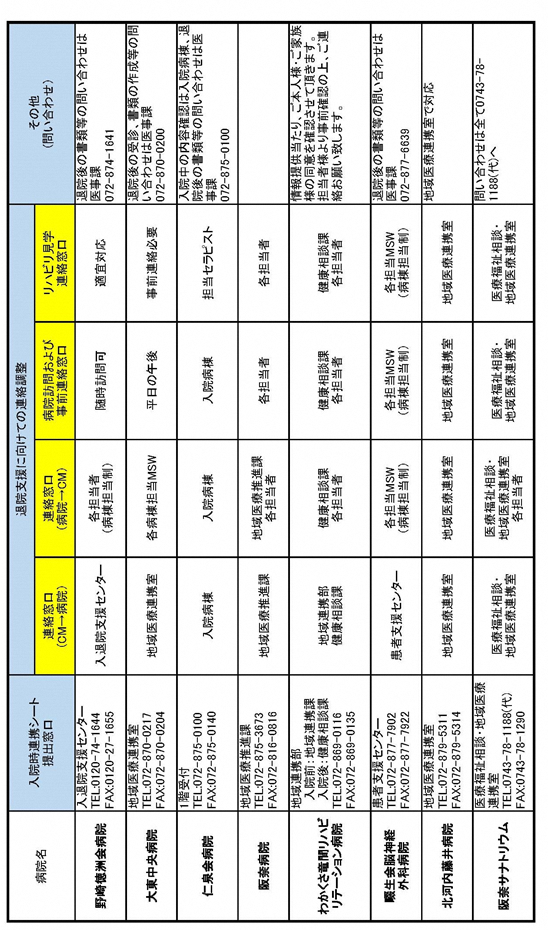 病院名
入院時連携シート
提出窓口
退院支援に向けての連絡調整
連絡窓口
(CM→病院)
連絡窓口
(病院→CM)
病院訪問および
事前連絡窓口
リハビリ見学
連絡窓口
その他
(問い合わせ)
野崎徳洲会病院
入退院支援センター
TEL:0120-74-1644
FAX:0120-27-1655
入退院支援センター
各担当者
(病棟担当制)
随時訪問可
適宜対応
退院後の書類等の問い合わせは
医事課
072-874-1641
大東中央病院
地域医療連携室
TEL:072-870-0217
FAX:072-870-0204
地域医療連携室
各病棟担当MSW
平日の午後
事前連絡必要
退院後の受診、書類の作成等の問
い合わせは医事課
072-870-0200
仁泉会病院
1階受付
TEL:072-875-0100
FAX:072-875-0140
入院病棟
入院病棟
入院病棟
担当セラピスト
入院中の内容確認は入院病棟、退
院後の書類等の問い合わせは医
事課
072-875-0100
阪奈病院
地域医療推進課
TEL:072-875-3673
FAX:072-816-0816
地域医療推進課
地域医療推進課
各担当者
各担当者
各担当者
わかくさ竜間リハビ
リテーション病院
地域連携部
入院前:地域連携課
入院後:健康相談課
TEL:072-869-0116
FAX:072-869-0135
地域連携部
健康相談課
健康相談課
各担当者
健康相談課
各担当者
健康相談課
各担当者
情報提供当たり、ご本人様・ご家族
様の同意を確認させて頂きます。
担当者様より事前確認の上、ご連
絡お願い致します。
畷生会脳神経
外科病院
患者支援センター
TEL:072-877-7902
FAX:072-877-7922
患者支援センター
各担当MSW
(病棟担当制)
各担当MSW
(病棟担当制)
各担当MSW
(病棟担当制)
退院後の書類等の問い合わせは
医事課
072-877-6639
北河内藤井病院
地域医療連携室
TEL:072-879-5311
FAX:072-879-5314
地域医療連携室
地域医療連携室
地域医療連携室
地域医療連携室
地域医療連携室で対応
阪奈サナトリウム
医療福祉相談・地域医療
連携室
TEL:0743-78-1188(代)
FAX:0743-78-1290
医療福祉相談・
地域医療連携室
医療福祉相談・
地域医療連携室
各担当者
医療福祉相談・
地域医療連携室
医療福祉相談・
地域医療連携室
問い合わせは全て0743-78-
1188(代)へ